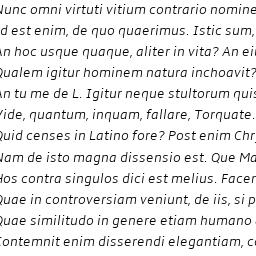 Nunc omni virtuti vitium contrario nomine
Id est enim, de quo quaerimus. Istic sum,
An hoc usque quaque, aliter in vita? An ei
Qualem igitur hominem natura inchoavit?
An tu me de L. Igitur neque stultorum quis
Vide, quantum, inquam, fallare, Torquate.
Quid censes in Latino fore? Post enim Chr
Nam de isto magna dissensio est. Que Ma
Hos contra singulos dici est melius. Facer
Quae in controversiam veniunt, de iis, si p
Quae similitudo in genere etiam humano
Contemnit enim disserendi elegantiam, c